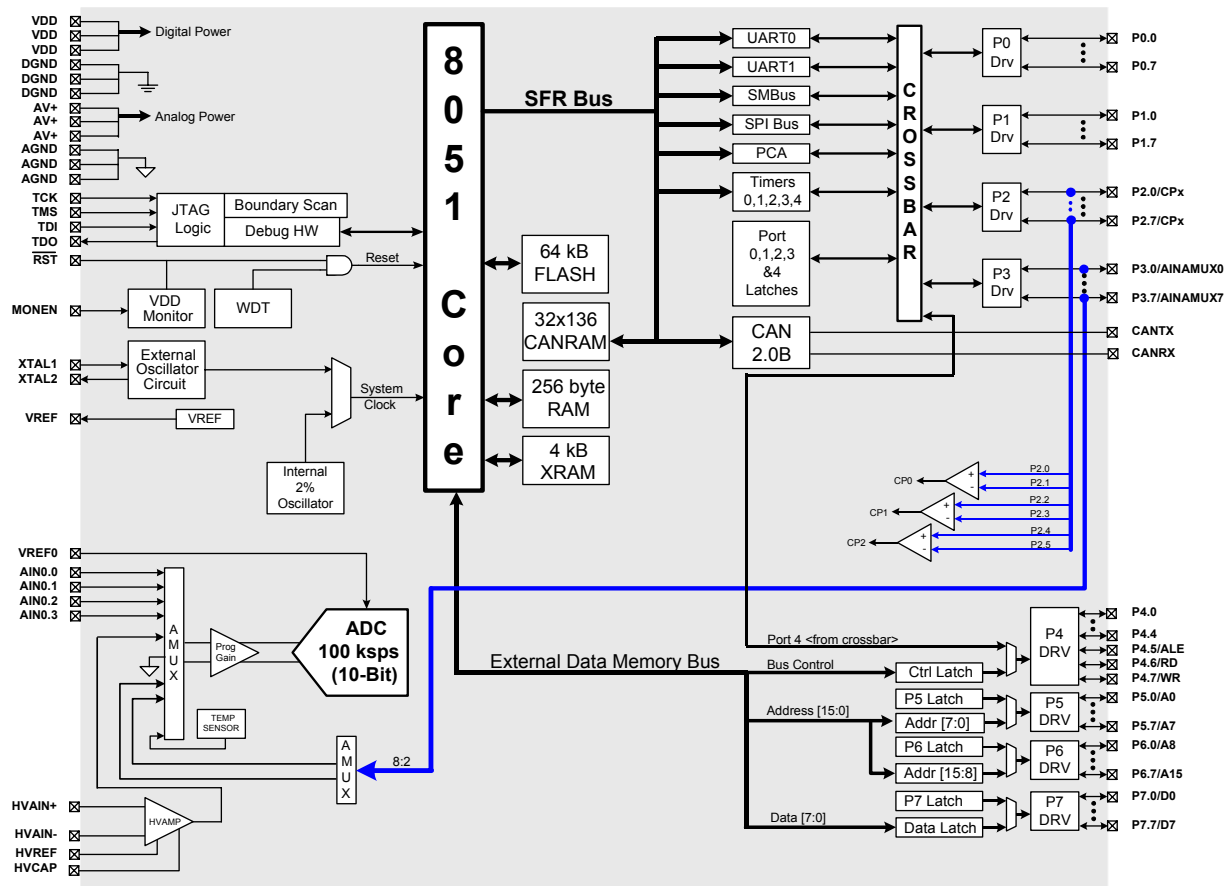 VDD
VDD
VDD
Digital Power
DGND
DGND
DGND
AV+
AV+
AV+
Analog Power
AGND
AGND
AGND
TCK
TMS
TDI
TDO
RST
JTAG
Logic
Boundary Scan
Debug HW
Reset
MONEN
VDD
Monitor
WDT
XTAL1
XTAL2
External
Oscillator
Circuit
System
Clock
VREF
VREF
Internal
2%
Oscillator
8
0
5
1
C
o
r
e
SFR Bus
64 kB
FLASH
32x136
CANRAM
256 byte
RAM
4 kB
XRAM
UART0
UART1
SMBus
SPI Bus
PCA
Timers
0,1,2,3,4
Port
0,1,2,3
&4
Latches
CAN
2.0B
C
R
O
S
S
B
A
R
P0
Drv
P1
Drv
P2
Drv
P3
Drv
P0.0
P0.7
P1.0
P1.7
P2.0/CPx
P2.7/CPx
P3.0/AINAMUX0
P3.7/AINAMUX7
CANTX
CANRX
CP0
+
-
P2.0
P2.1
CP1
+
-
P2.2
P2.3
CP2
+
-
P2.4
P2.5
VREF0
AIN0.0
AIN0.1
AIN0.2
AIN0.3
A
M
U
X
Prog
Gain
ADC
100 ksps
(10-Bit)
TEMP
SENSOR
A
M
U
X
8:2
HVAIN+
HVAIN-
HVREF
HVCAP
HVAMP
External Data Memory Bus
Port 4 <from crossbar>
Bus Control
Ctrl Latch
Address [15:0]
P5 Latch
Addr [7:0]
P6 Latch
Addr [15:8]
P7 Latch
Data [7:0]
Data Latch
P4
DRV
P5
DRV
P6
DRV
P7
DRV
P4.0
P4.4
P4.5/ALE
P4.6/RD
P4.7/WR
P5.0/A0
P5.7/A7
P6.0/A8
P6.7/A15
P7.0/D0
P7.7/D7